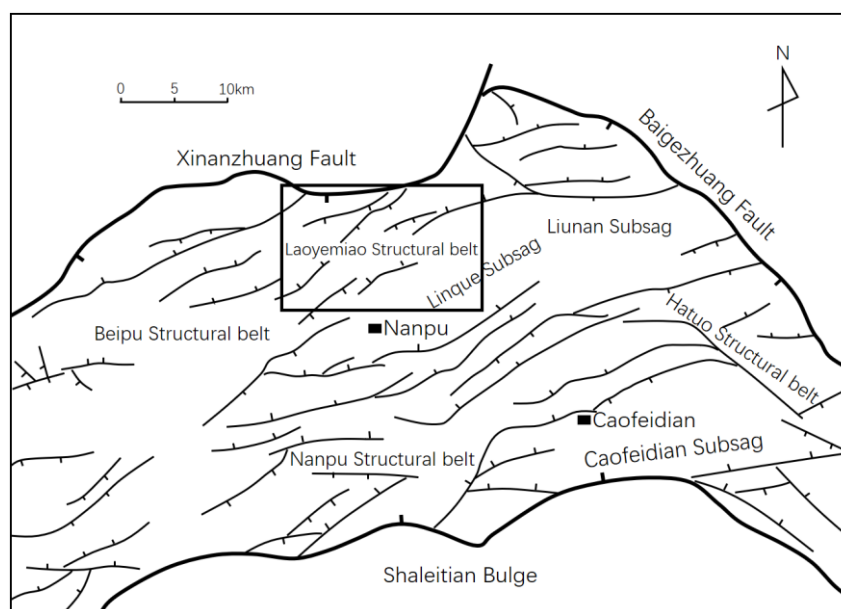 N
0 5 10km
Xinanzhuang Fault
Baigezhuang Fault
Liunan Subsag
Laoyemiao Structural belt
Linque Subsag
Beipu Structural belt
Nanpu
Hatuo Structural belt
Caofeidian
Nanpu Structural belt
Caofeidian Subsag
Shaleitian Bulge